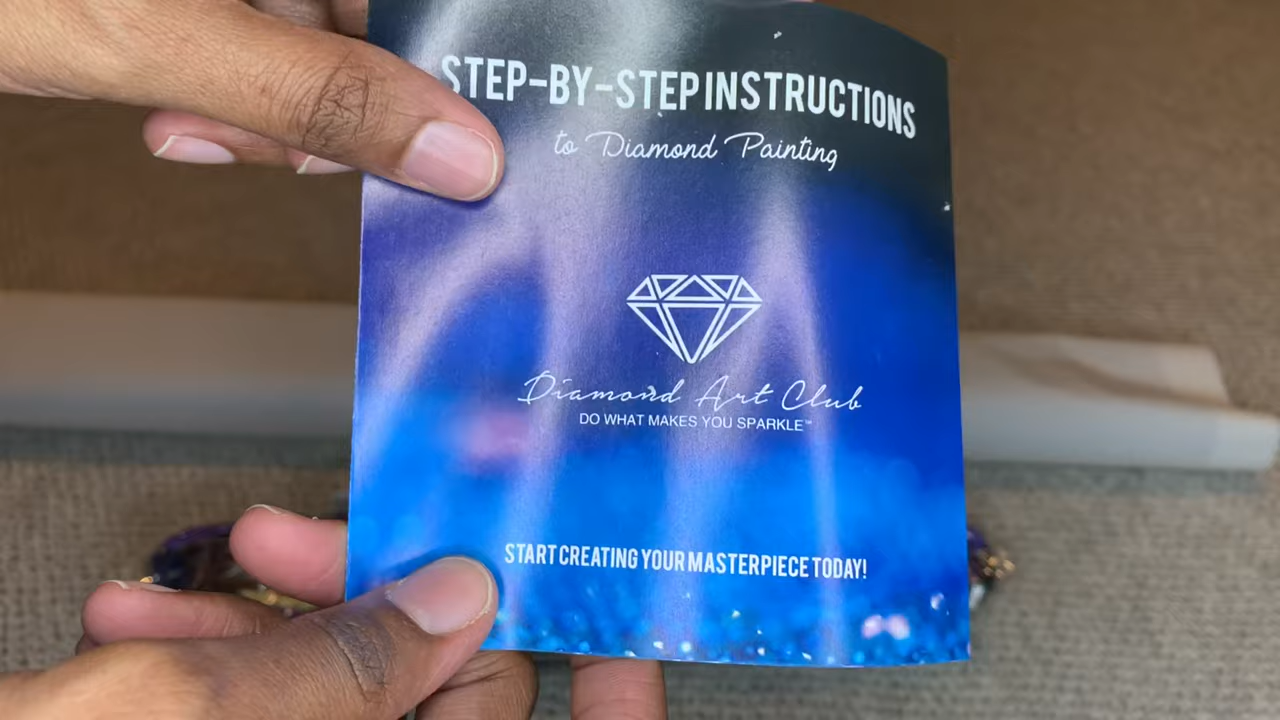 STEP-BY-STEP INSTRUCTIONS
to Diamond Painting
Diamond Art Club
DO WHAT MAKES YOU SPARKLE™
START CREATING YOUR MASTERPIECE TODAY!